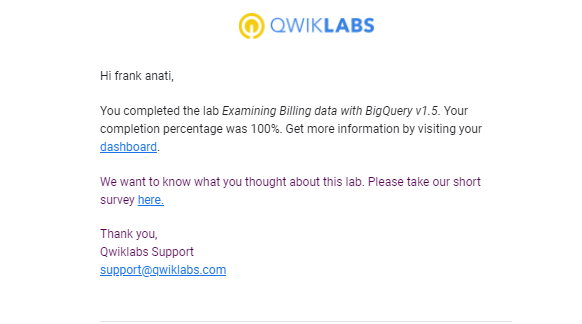 QWIKLABS
Hi frank anati,
You completed the lab Examining Billing data with BigQuery v1.5. Your
completion percentage was 100%. Get more information by visiting your
dashboard.
We want to know what you thought about this lab. Please take our short
survey here.
Thank you,
Qwiklabs Support
support@qwiklabs.com